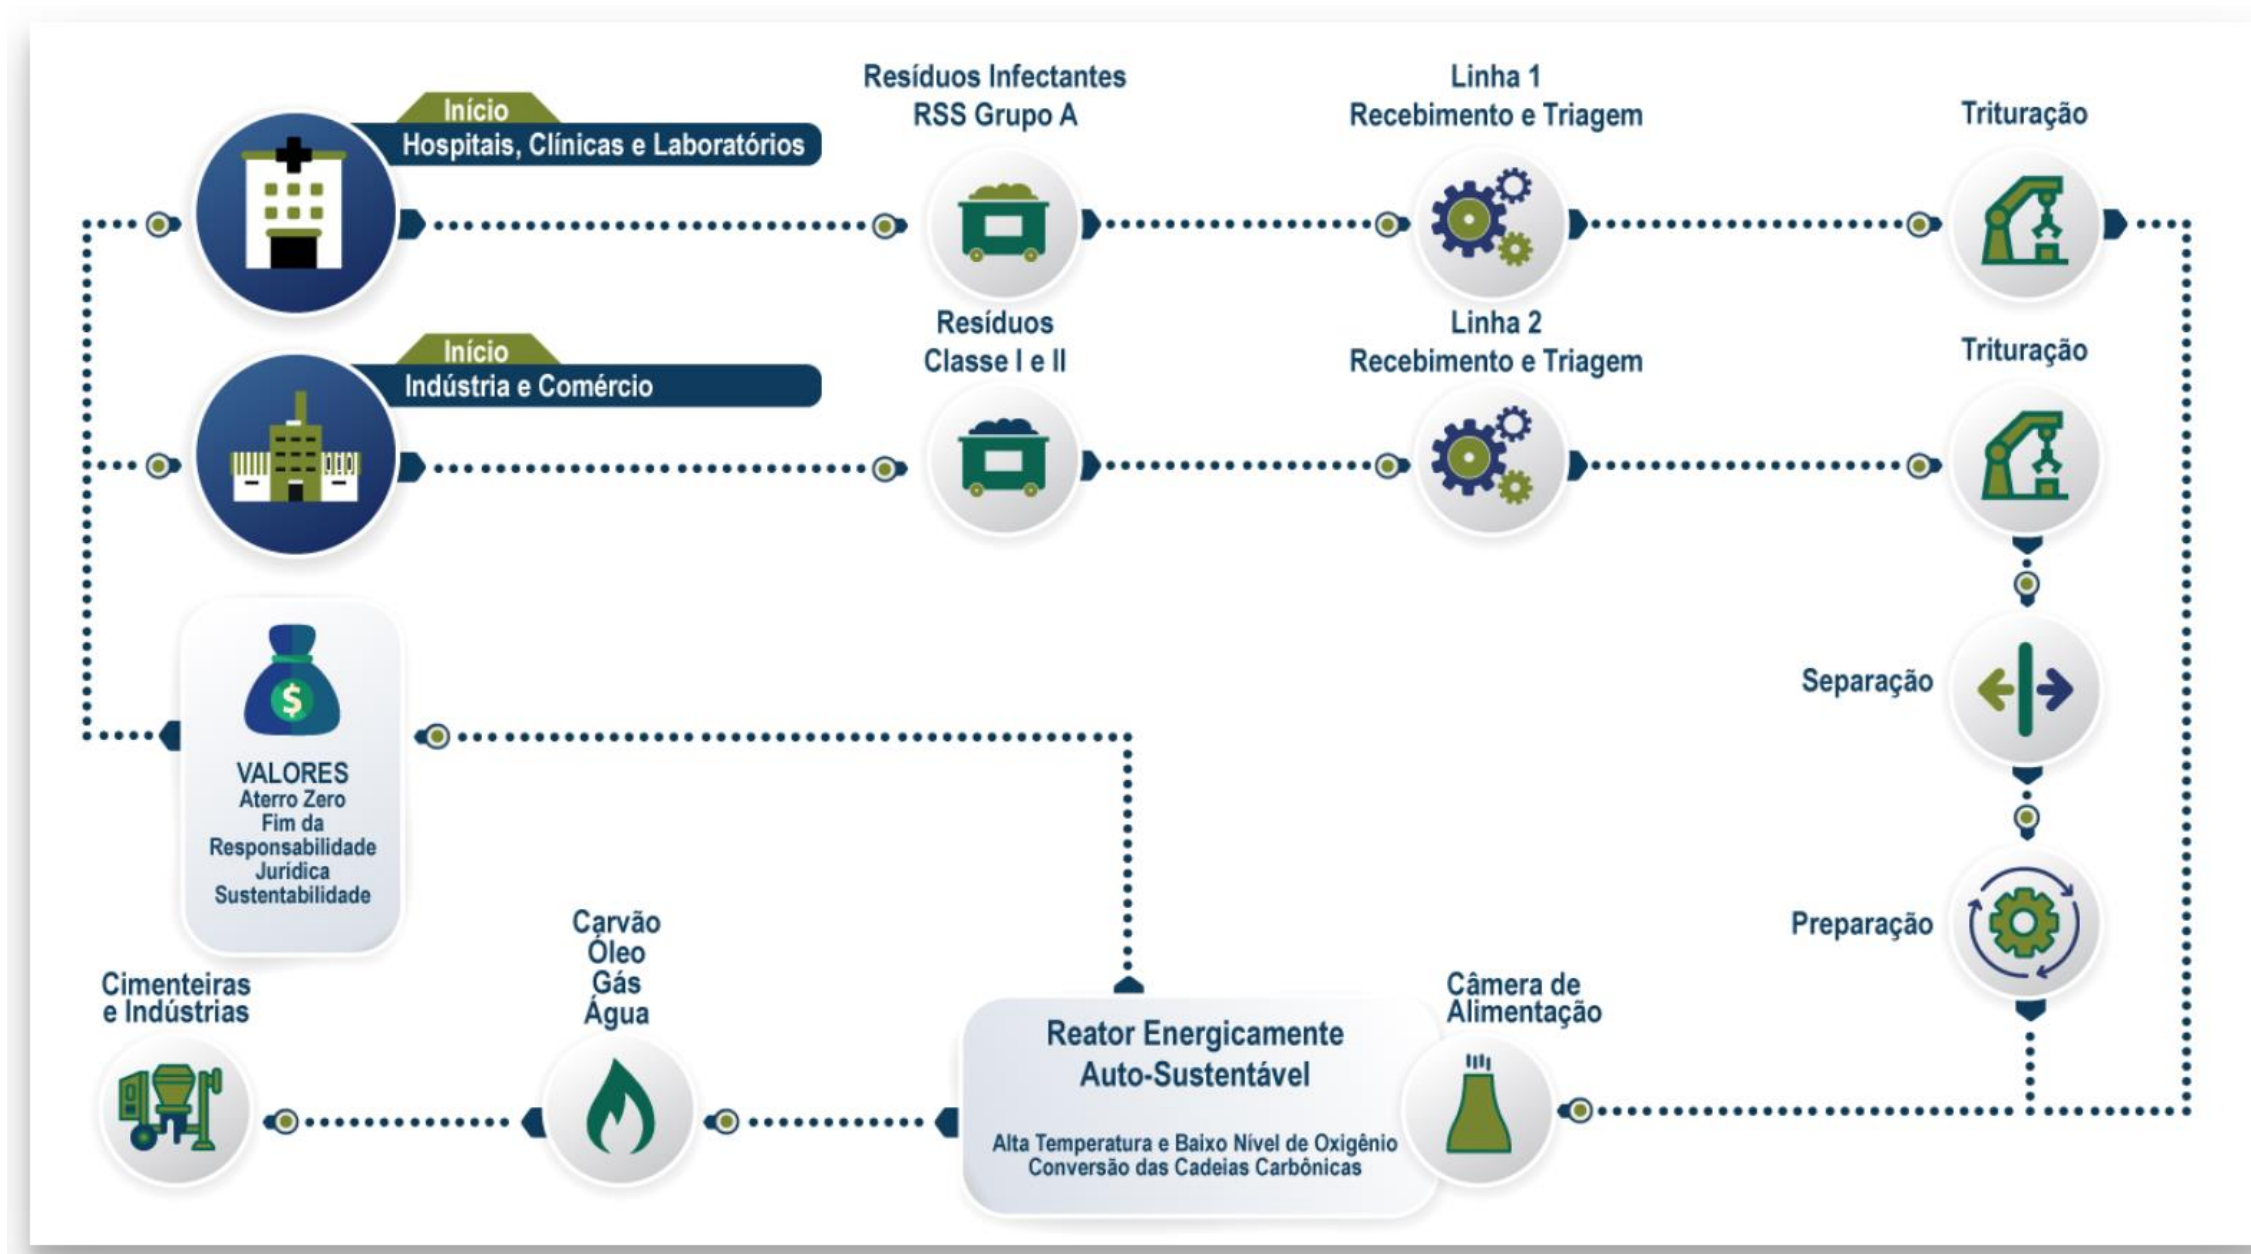 Início
Hospitais, Clínicas e Laboratórios
Resíduos Infectantes
RSS Grupo A
Linha 1
Recebimento e Triagem
Trituração
Início
Indústria e Comércio
Resíduos
Classe I e II
Linha 2
Recebimento e Triagem
Trituração
Separação
$
VALORES
Aterro Zero
Fim da
Responsabilidade
Jurídica
Sustentabilidade
Preparação
Cimenteiras
e Indústrias
Carvão
Óleo
Gás
Água
Reator Energicamente
Auto-Sustentável
Alta Temperatura e Baixo Nível de Oxigênio
Conversão das Cadeias Carbônicas
Câmera de
Alimentação